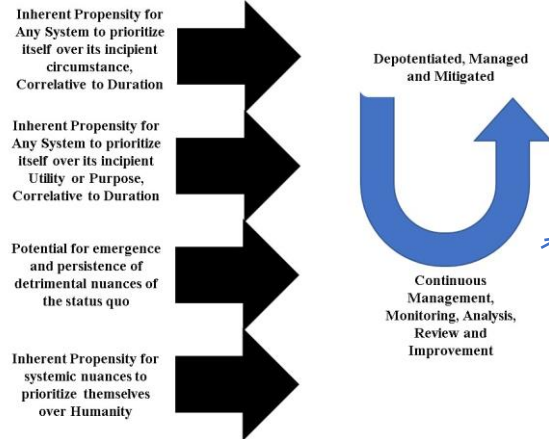 Inherent Propensity for
Any System to prioritize
itself over its incipient
circumstance,
Correlative to Duration
Inherent Propensity for
Any System to prioritize
itself over its incipient
Utility or Purpose,
Correlative to Duration
Potential for emergence
and persistence of
detrimental nuances of
the status quo
Inherent Propensity for
systemic nuances to
prioritize themselves
over Humanity
Depotentiated, Managed
and Mitigated
Continuous
Management,
Monitoring, Analysis,
Review and
Improvement